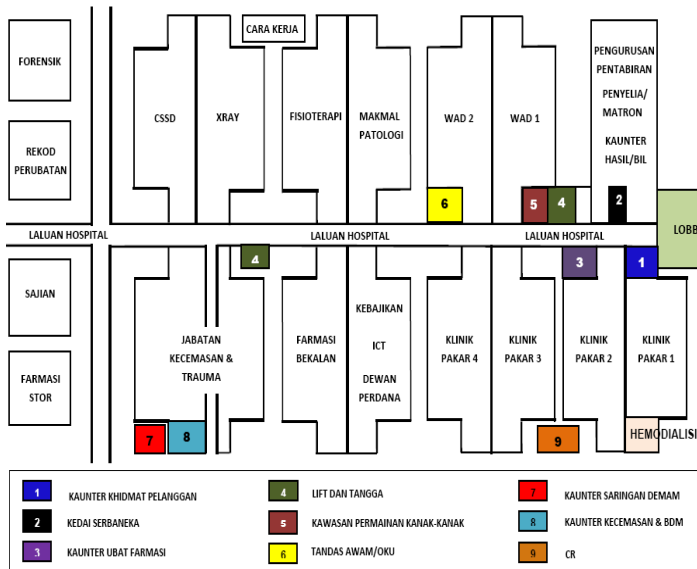 CARA KERJA
FORENSIK
CSSD
XRAY
FISIOTERAPI
MAKMAL
PATOLOGI
WAD 2
WAD 1
PENGURUSAN
PENTABIRAN
PENYELIA/
MATRON
KAUNTER
HASIL/BIL
REKOD
PERUBATAN
6
5
4
2
LALUAN HOSPITAL
LALUAN HOSPITAL
LALUAN HOSPITAL
LOBB
4
3
1
SAJIAN
JABATAN
KECEMASAN &
TRAUMA
FARMASI
BEKALAN
KEBAJIKAN
ICT
DEWAN
PERDANA
KLINIK
PAKAR 4
KLINIK
PAKAR 3
KLINIK
PAKAR 2
KLINIK
PAKAR 1
FARMASI
STOR
7
8
9
HEMODIALISI
1 KAUNTER KHIDMAT PELANGGAN
2 KEDAI SERBANEKA
3 KAUNTER UBAT FARMASI
4 LIFT DAN TANGGA
5 KAWASAN PERMAINAN KANAK-KANAK
6 TANDAS AWAM/OKU
7 KAUNTER SARINGAN DEMAM
8 KAUNTER KECEMASAN & BDM
9 CR